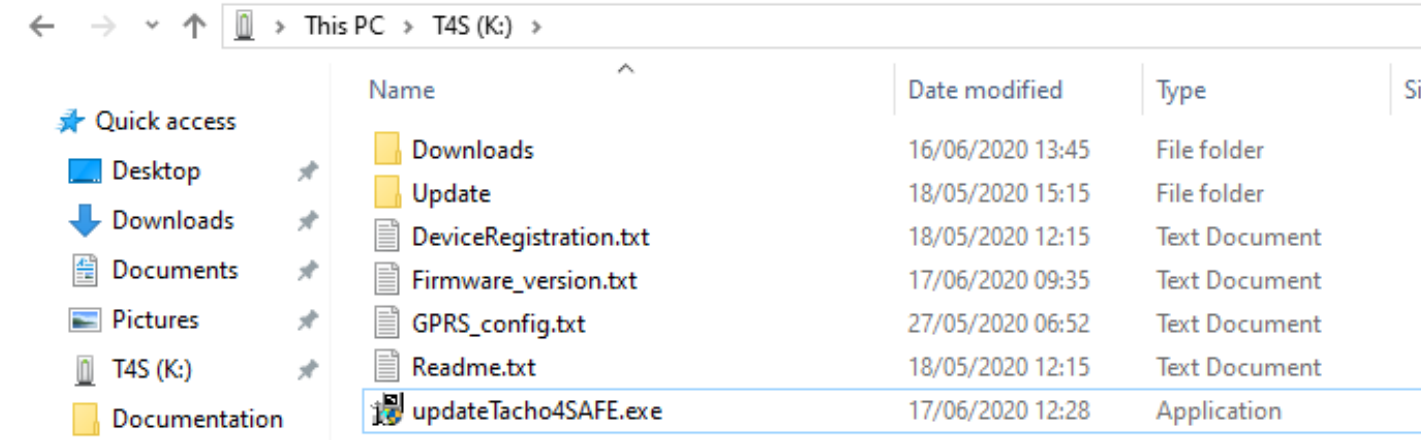 This PC > T4S (K:) >
Name Date modified Type Si
Quick access
Desktop
Downloads
Documents
Pictures
T4S (K:)
Documentation
Downloads 16/06/2020 13:45 File folder
Update 18/05/2020 15:15 File folder
DeviceRegistration.txt 18/05/2020 12:15 Text Document
Firmware_version.txt 17/06/2020 09:35 Text Document
GPRS_config.txt 27/05/2020 06:52 Text Document
Readme.txt 18/05/2020 12:15 Text Document
updateTacho4SAFE.exe 17/06/2020 12:28 Application